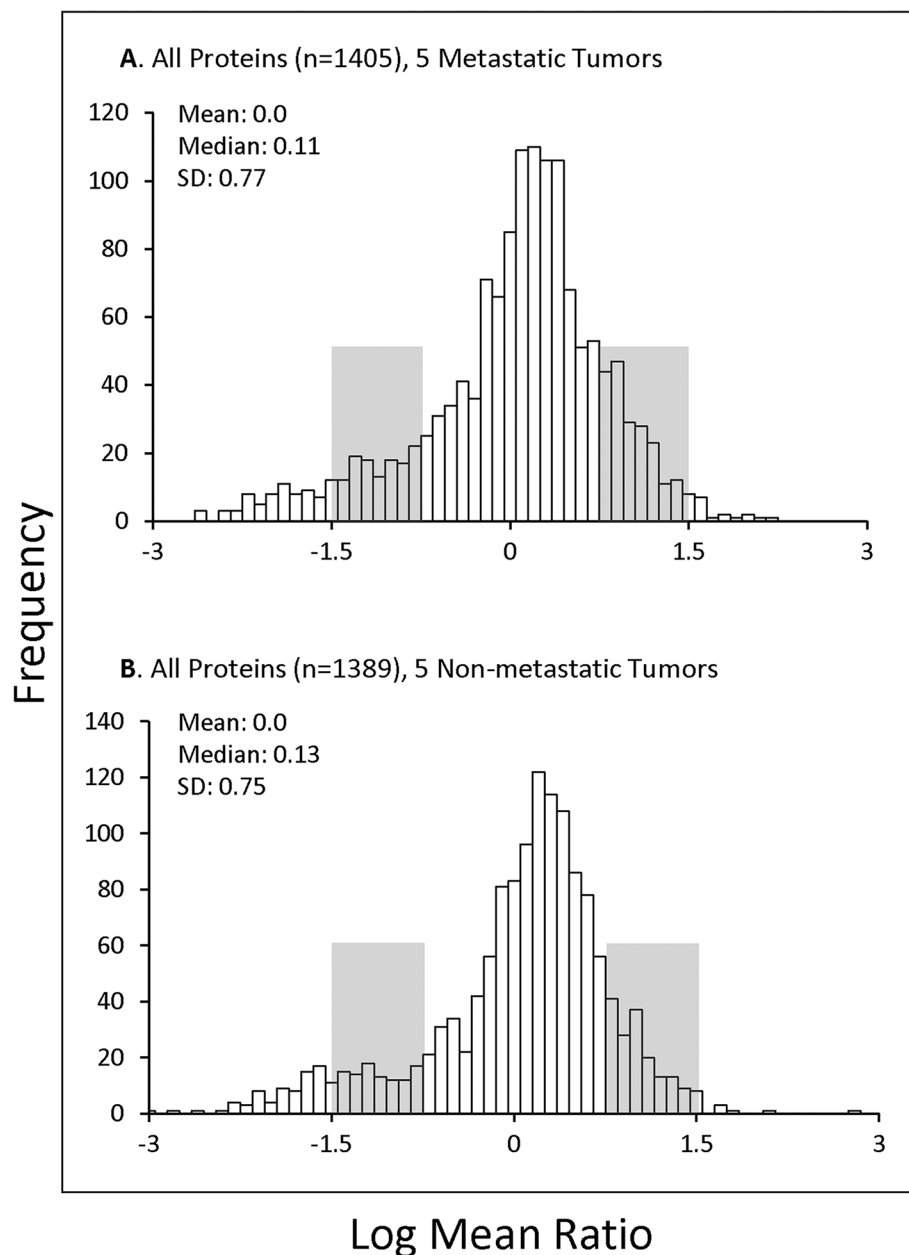 A. All Proteins (n=1405), 5 Metastatic Tumors
Mean: 0.0
Median: 0.11
SD: 0.77
120
100
80
60
40
20
0
-3
-1.5
0
1.5
3
Frequency
B. All Proteins (n=1389), 5 Non-metastatic Tumors
Mean: 0.0
Median: 0.13
SD: 0.75
140
120
100
80
60
40
20
0
-3
-1.5
0
1.5
3
Log Mean Ratio